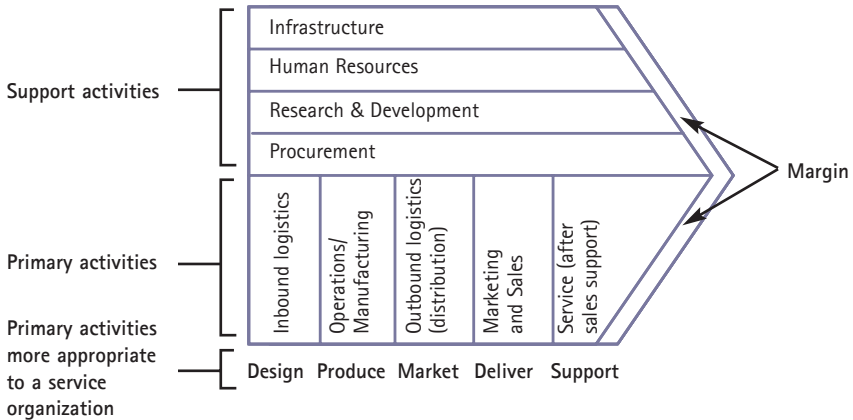 Infrastructure
Human Resources
Research & Development
Procurement
Support activities
Margin
Primary activities
Inbound logistics
Operations/
Manufacturing
Outbound logistics
(distribution)
Marketing
and Sales
Service (after
sales support)
Primary activities
more appropriate
to a service
organization
Design Produce Market Deliver Support